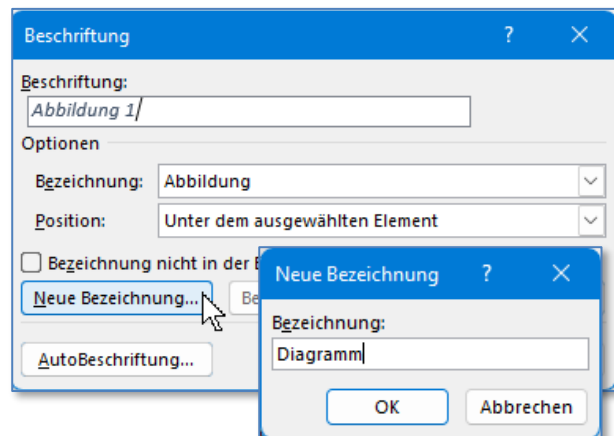 Beschriftung ?
Beschriftung:
Abbildung 1
Optionen
Bezeichnung: Abbildung
Position: Unter dem ausgewählten Element
Bezeichnung nicht in der
Neue Bezeichnung...
AutoBeschriftung...
Neue Bezeichnung ?
Bezeichnung:
Diagramm
OK Abbrechen